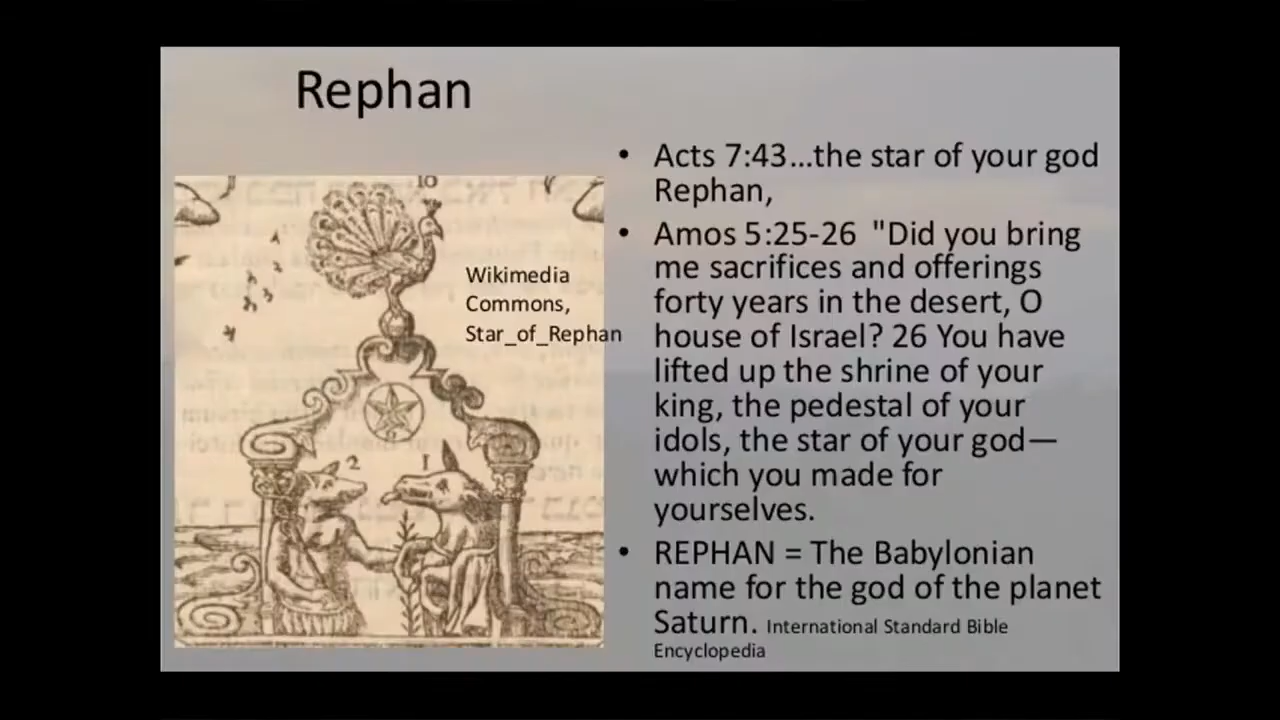 Rephan
10
Wikimedia
Commons,
Star_of_Rephan
2
1
• Acts 7:43...the star of your god
Rephan,
• Amos 5:25-26 "Did you bring
me sacrifices and offerings
forty years in the desert, O
house of Israel? 26 You have
lifted up the shrine of your
king, the pedestal of your
idols, the star of your god—
which you made for
yourselves.
• REPHAN = The Babylonian
name for the god of the planet
Saturn. International Standard Bible
Encyclopedia